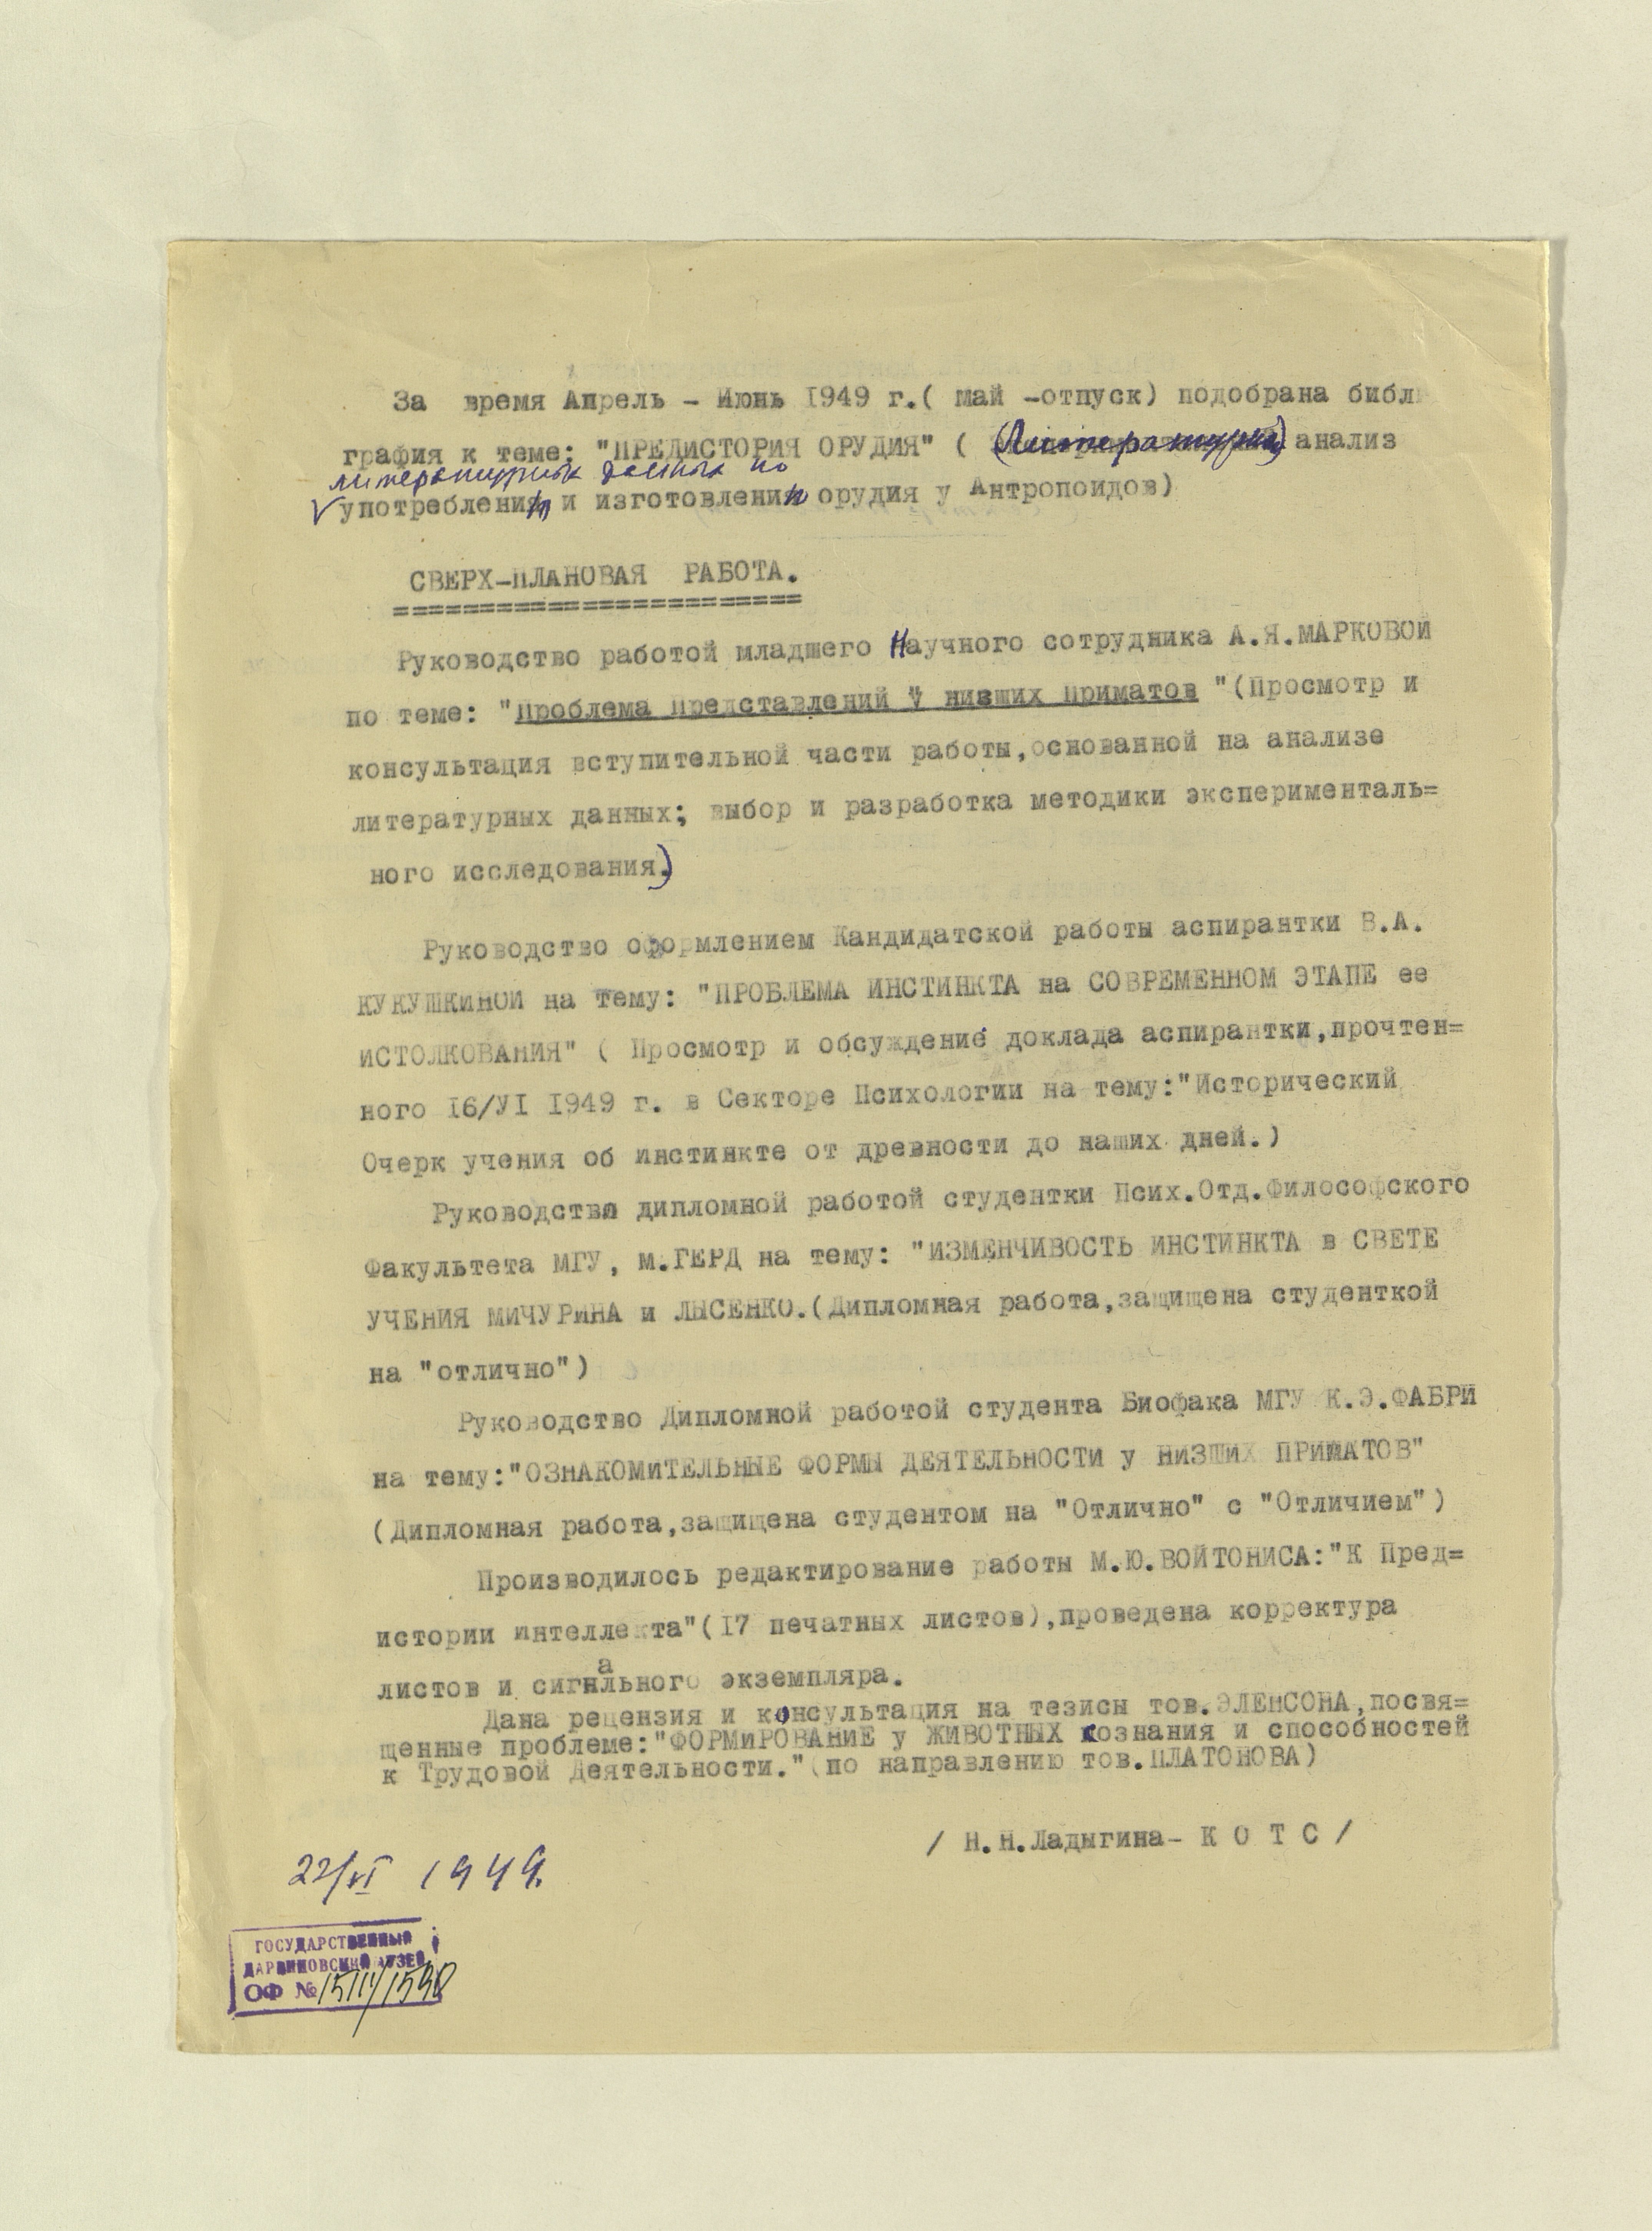 За время Апрель - Июнь 1949 г.( май -отпуск) подобрана библ
графия к теме: "ПРЕДИСТОРИЯ ОРУДИЯ" ( (Литературный) анализ
литературных данных по
√ употреблению и изготовлению орудия у Антропоидов)
СВЕРХ-ПЛАНОВАЯ РАБОТА.
========================
Руководство работой младшего Научного сотрудника А.Я.МАРКОВОЙ
по теме: "Проблема Представлений у низших Приматов "(Просмотр и
консультация вступительной части работы,основанной на анализе
литературных данных; выбор и разработка методики эксперименталь=
ного исследования.)
Руководство оформлением Кандидатской работы аспирантки В.А.
КУКУШКИНОЙ на тему: "ПРОБЛЕМА ИНСТИНКТА на СОВРЕМЕННОМ ЭТАПЕ ее
ИСТОЛКОВАНИЯ" ( Просмотр и обсуждение доклада аспирантки,прочтен=
ного 16/УI 1949 г. в Секторе Психологии на тему:"Исторический
Очерк учения об инстинкте от древности до наших дней.)
Руководство дипломной работой студентки Псих.Отд.Философского
Факультета МГУ, М.ГЕРД на тему: "ИЗМЕНЧИВОСТЬ ИНСТИНКТА в СВЕТЕ
УЧЕНИЯ МИЧУРИНА и ЛЫСЕНКО.(Дипломная работа,защищена студенткой
на "отлично")
Руководство Дипломной работой студента Биофака МГУ К.Э.ФАБРИ
на тему:"ОЗНАКОМИТЕЛЬНЫЕ ФОРМЫ ДЕЯТЕЛЬНОСТИ у НИЗШИХ ПРИМАТОВ"
(Дипломная работа,защищена студентом на "Отлично" с "Отличием")
Производилось редактирование работы М.Ю.ВОЙТОНИСА:"К Пред=
истории интеллекта"(17 печатных листов),проведена корректура
листов и сигнального экземпляра.
Дана рецензия и консультация на тезисы тов.ЭЛЕНСОНА,посвя=
щенные проблеме:"ФОРМИРОВАНИЕ у ЖИВОТНЫХ сознания и способностей
к Трудовой Деятельности."(по направлению тов.ПЛАТОНОВА)
/ Н.Н.Ладыгина- К О Т С /
22/VI 1949.
ГОСУДАРСТВЕННЫЙ
ДАРВИНОВСКИЙ МУЗЕЙ
ОФ №